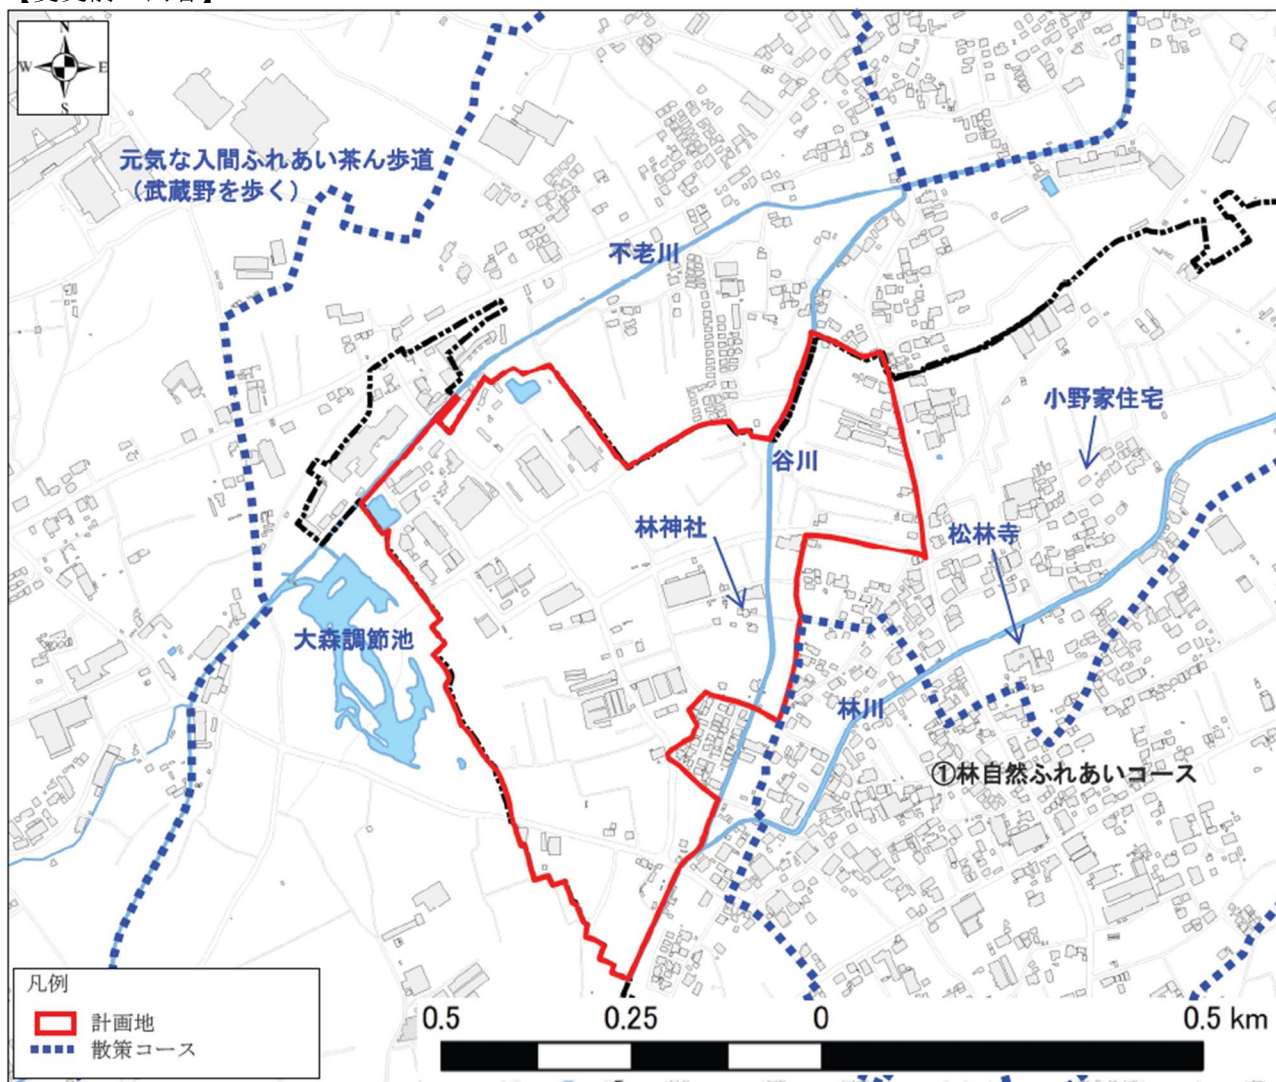 N
W E
S
元気な入間ふれあい茶ん歩道
（武蔵野を歩く）
不老川
小野家住宅
谷川
林神社
松林寺
大森調節池
林川
①林自然ふれあいコース
凡例
計画地
散策コース
0.5 0.25 0 0.5 km